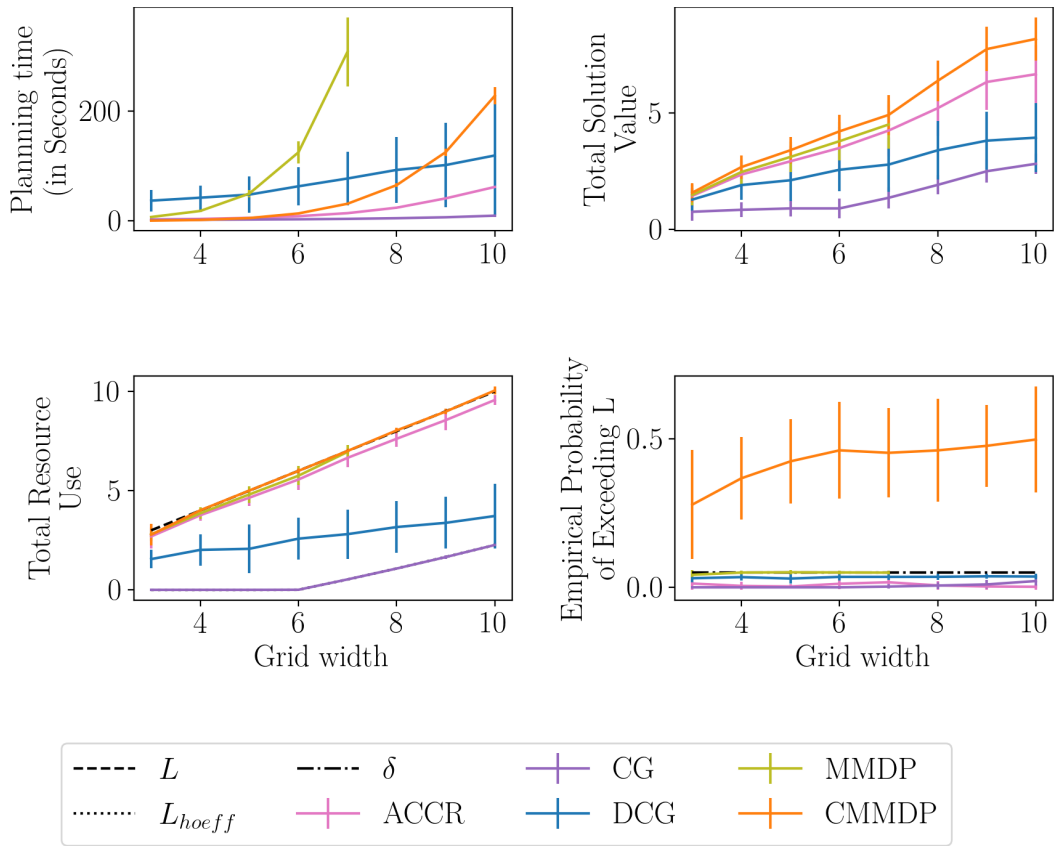 Plannning time
(in Seconds)
200
0
4
6
8
10
Total Solution
Value
5
0
4
6
8
10
Total Resource
Use
10
5
0
4
6
8
10
Grid width
Empirical Probability
of Exceeding L
0.5
0.0
4
6
8
10
Grid width
L
δ
CG
MMDP
L_hoeff
ACCR
DCG
CMMDP